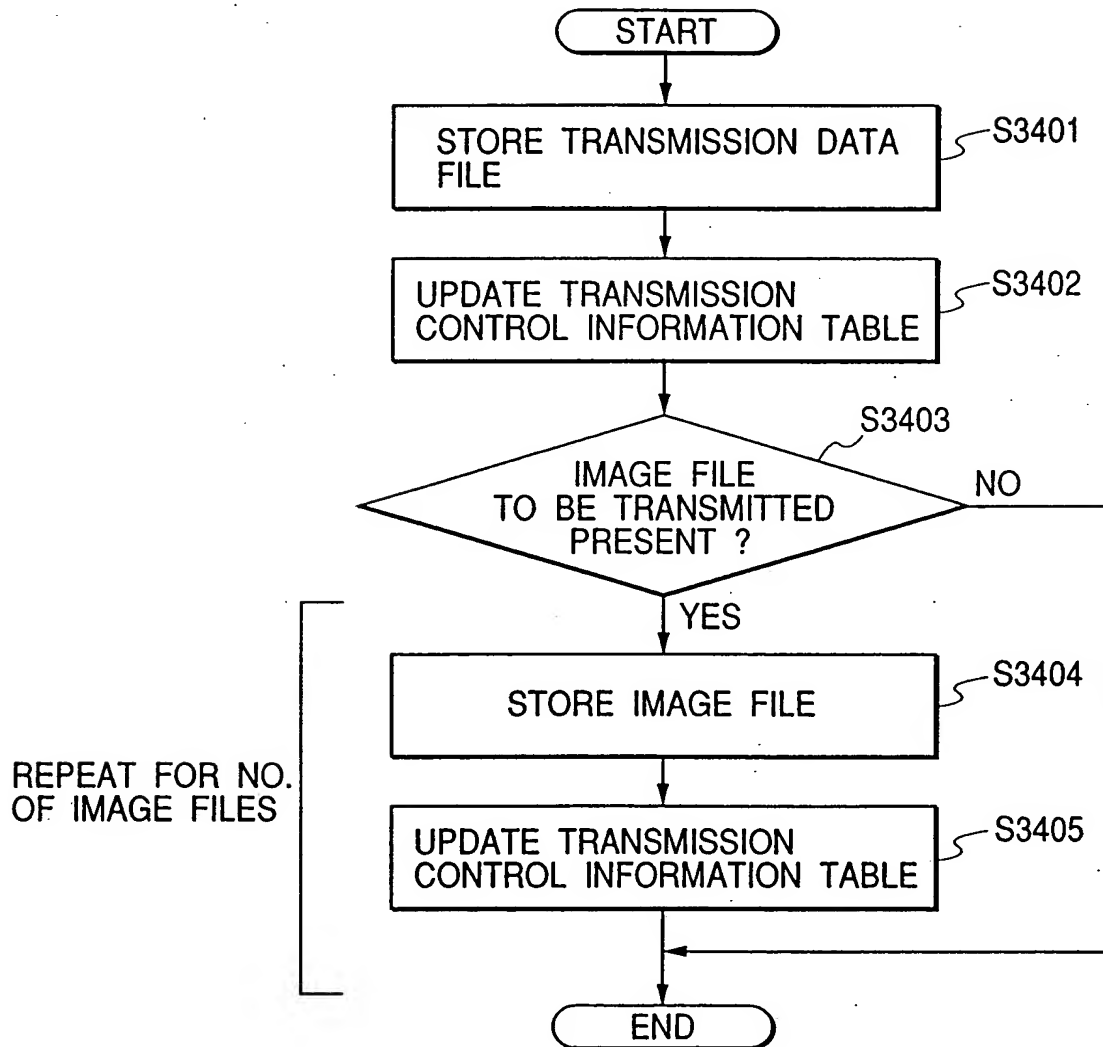 START
STORE TRANSMISSION DATA
FILE
S3401
UPDATE TRANSMISSION
CONTROL INFORMATION TABLE
S3402
S3403
IMAGE FILE
TO BE TRANSMITTED
PRESENT ?
NO
YES
STORE IMAGE FILE
S3404
REPEAT FOR NO.
OF IMAGE FILES
UPDATE TRANSMISSION
CONTROL INFORMATION TABLE
S3405
END